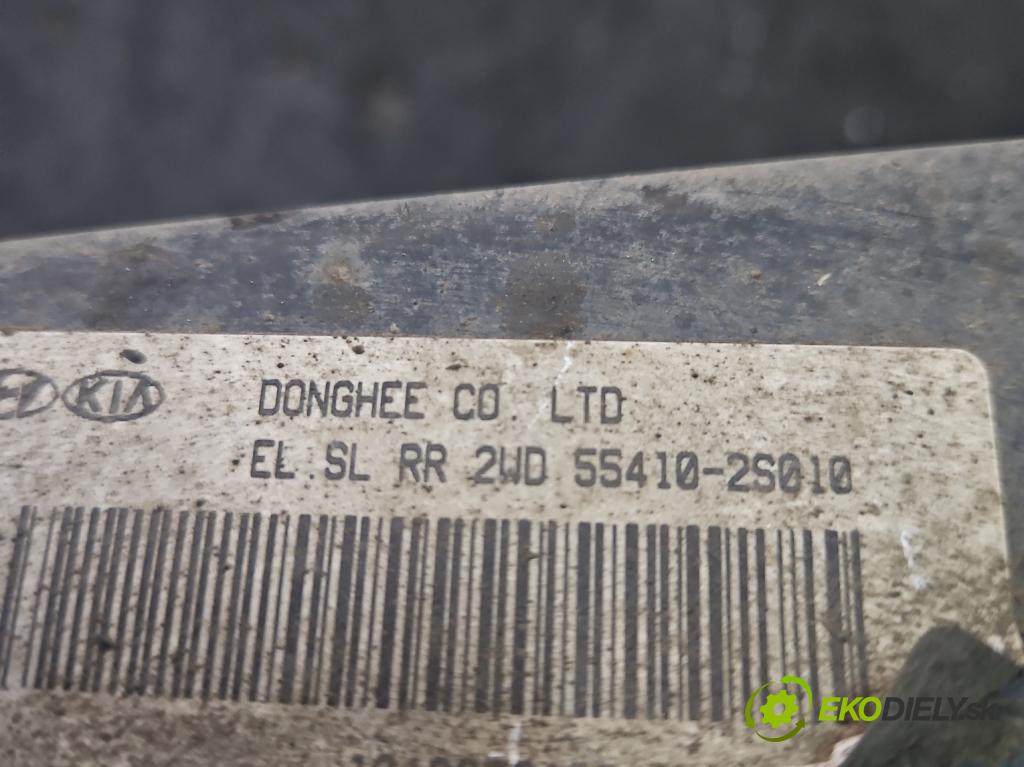 KIA DONGHEE CO. LTD
EL.SL RR 2WD 55410-2S010
EKODIELY.sk